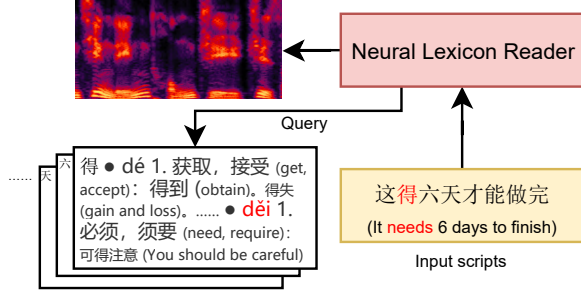 Neural Lexicon Reader
Query
…… 天 六
得 ● dé 1. 获取，接受 (get,
accept)：得到 (obtain)。得失
(gain and loss)。…… ● děi 1.
必须，须要 (need, require)：
可得注意 (You should be careful)
这得六天才能做完
(It needs 6 days to finish)
Input scripts